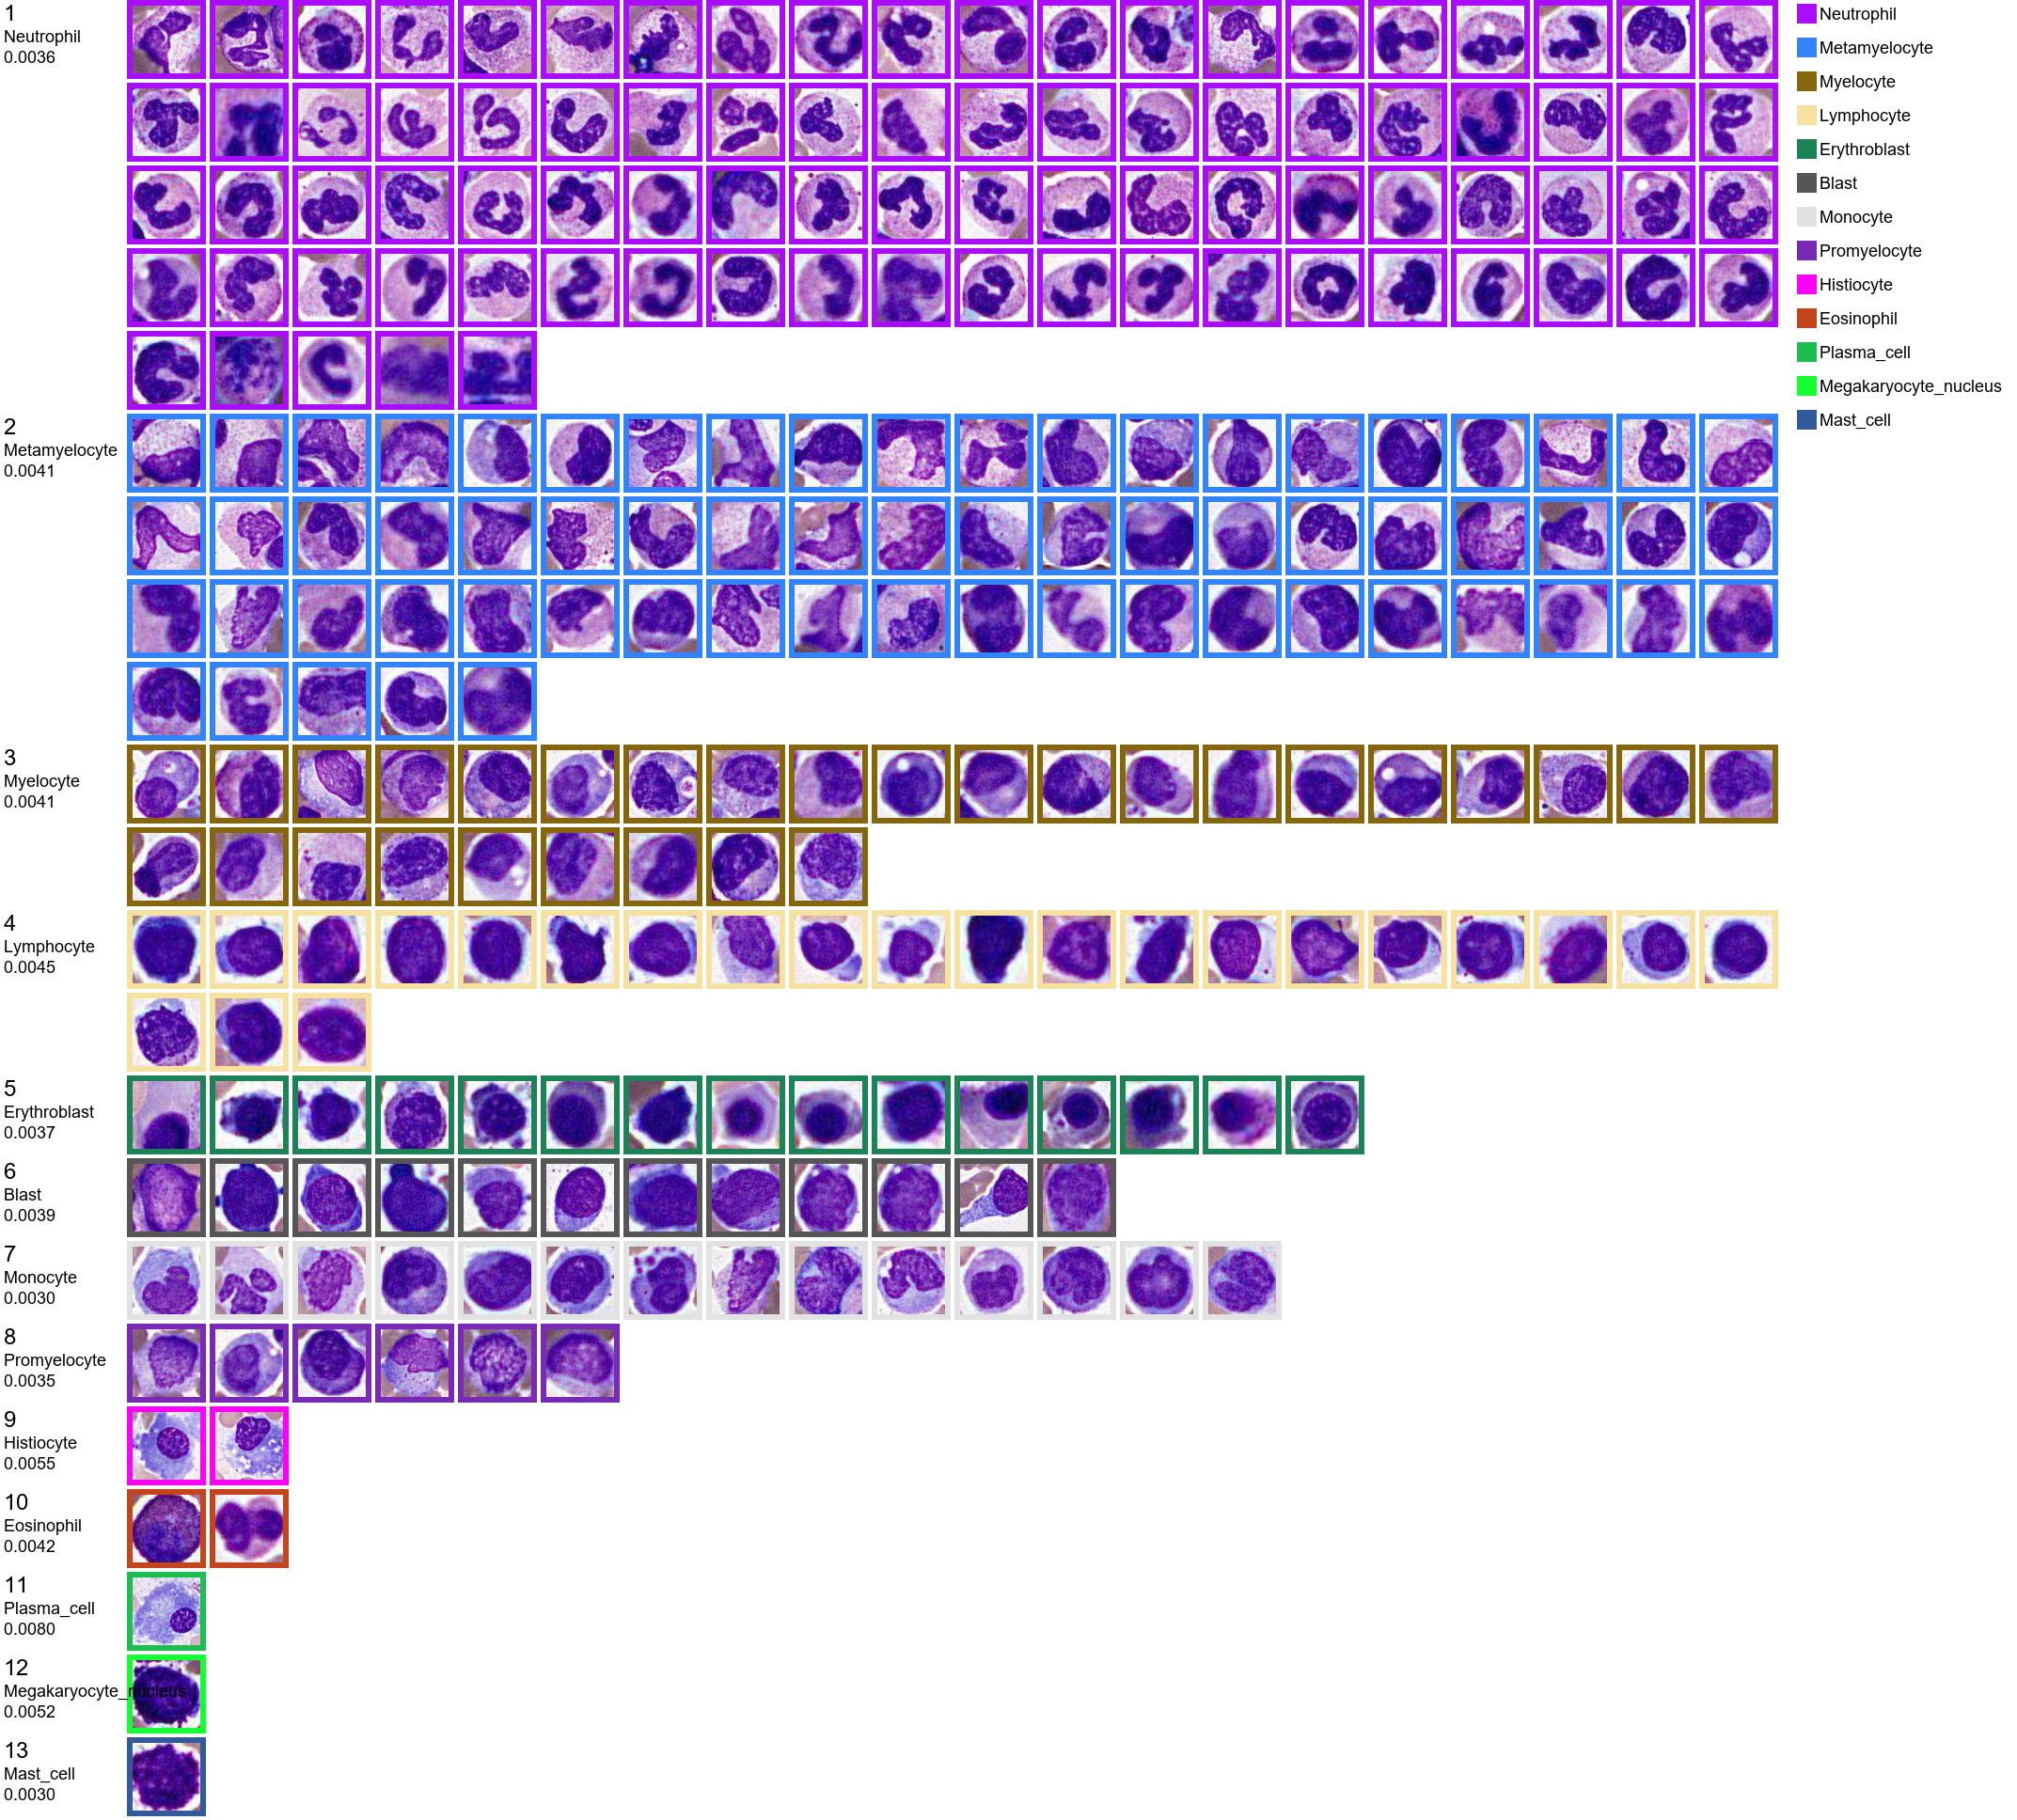 1
Neutrophil
0.0036
2
Metamyelocyte
0.0041
3
Myelocyte
0.0041
4
Lymphocyte
0.0045
5
Erythroblast
0.0037
6
Blast
0.0039
7
Monocyte
0.0030
8
Promyelocyte
0.0035
9
Histiocyte
0.0055
10
Eosinophil
0.0042
11
Plasma_cell
0.0080
12
Megakaryocyte_nucleus
0.0052
13
Mast_cell
0.0030
Neutrophil
Metamyelocyte
Myelocyte
Lymphocyte
Erythroblast
Blast
Monocyte
Promyelocyte
Histiocyte
Eosinophil
Plasma_cell
Megakaryocyte_nucleus
Mast_cell